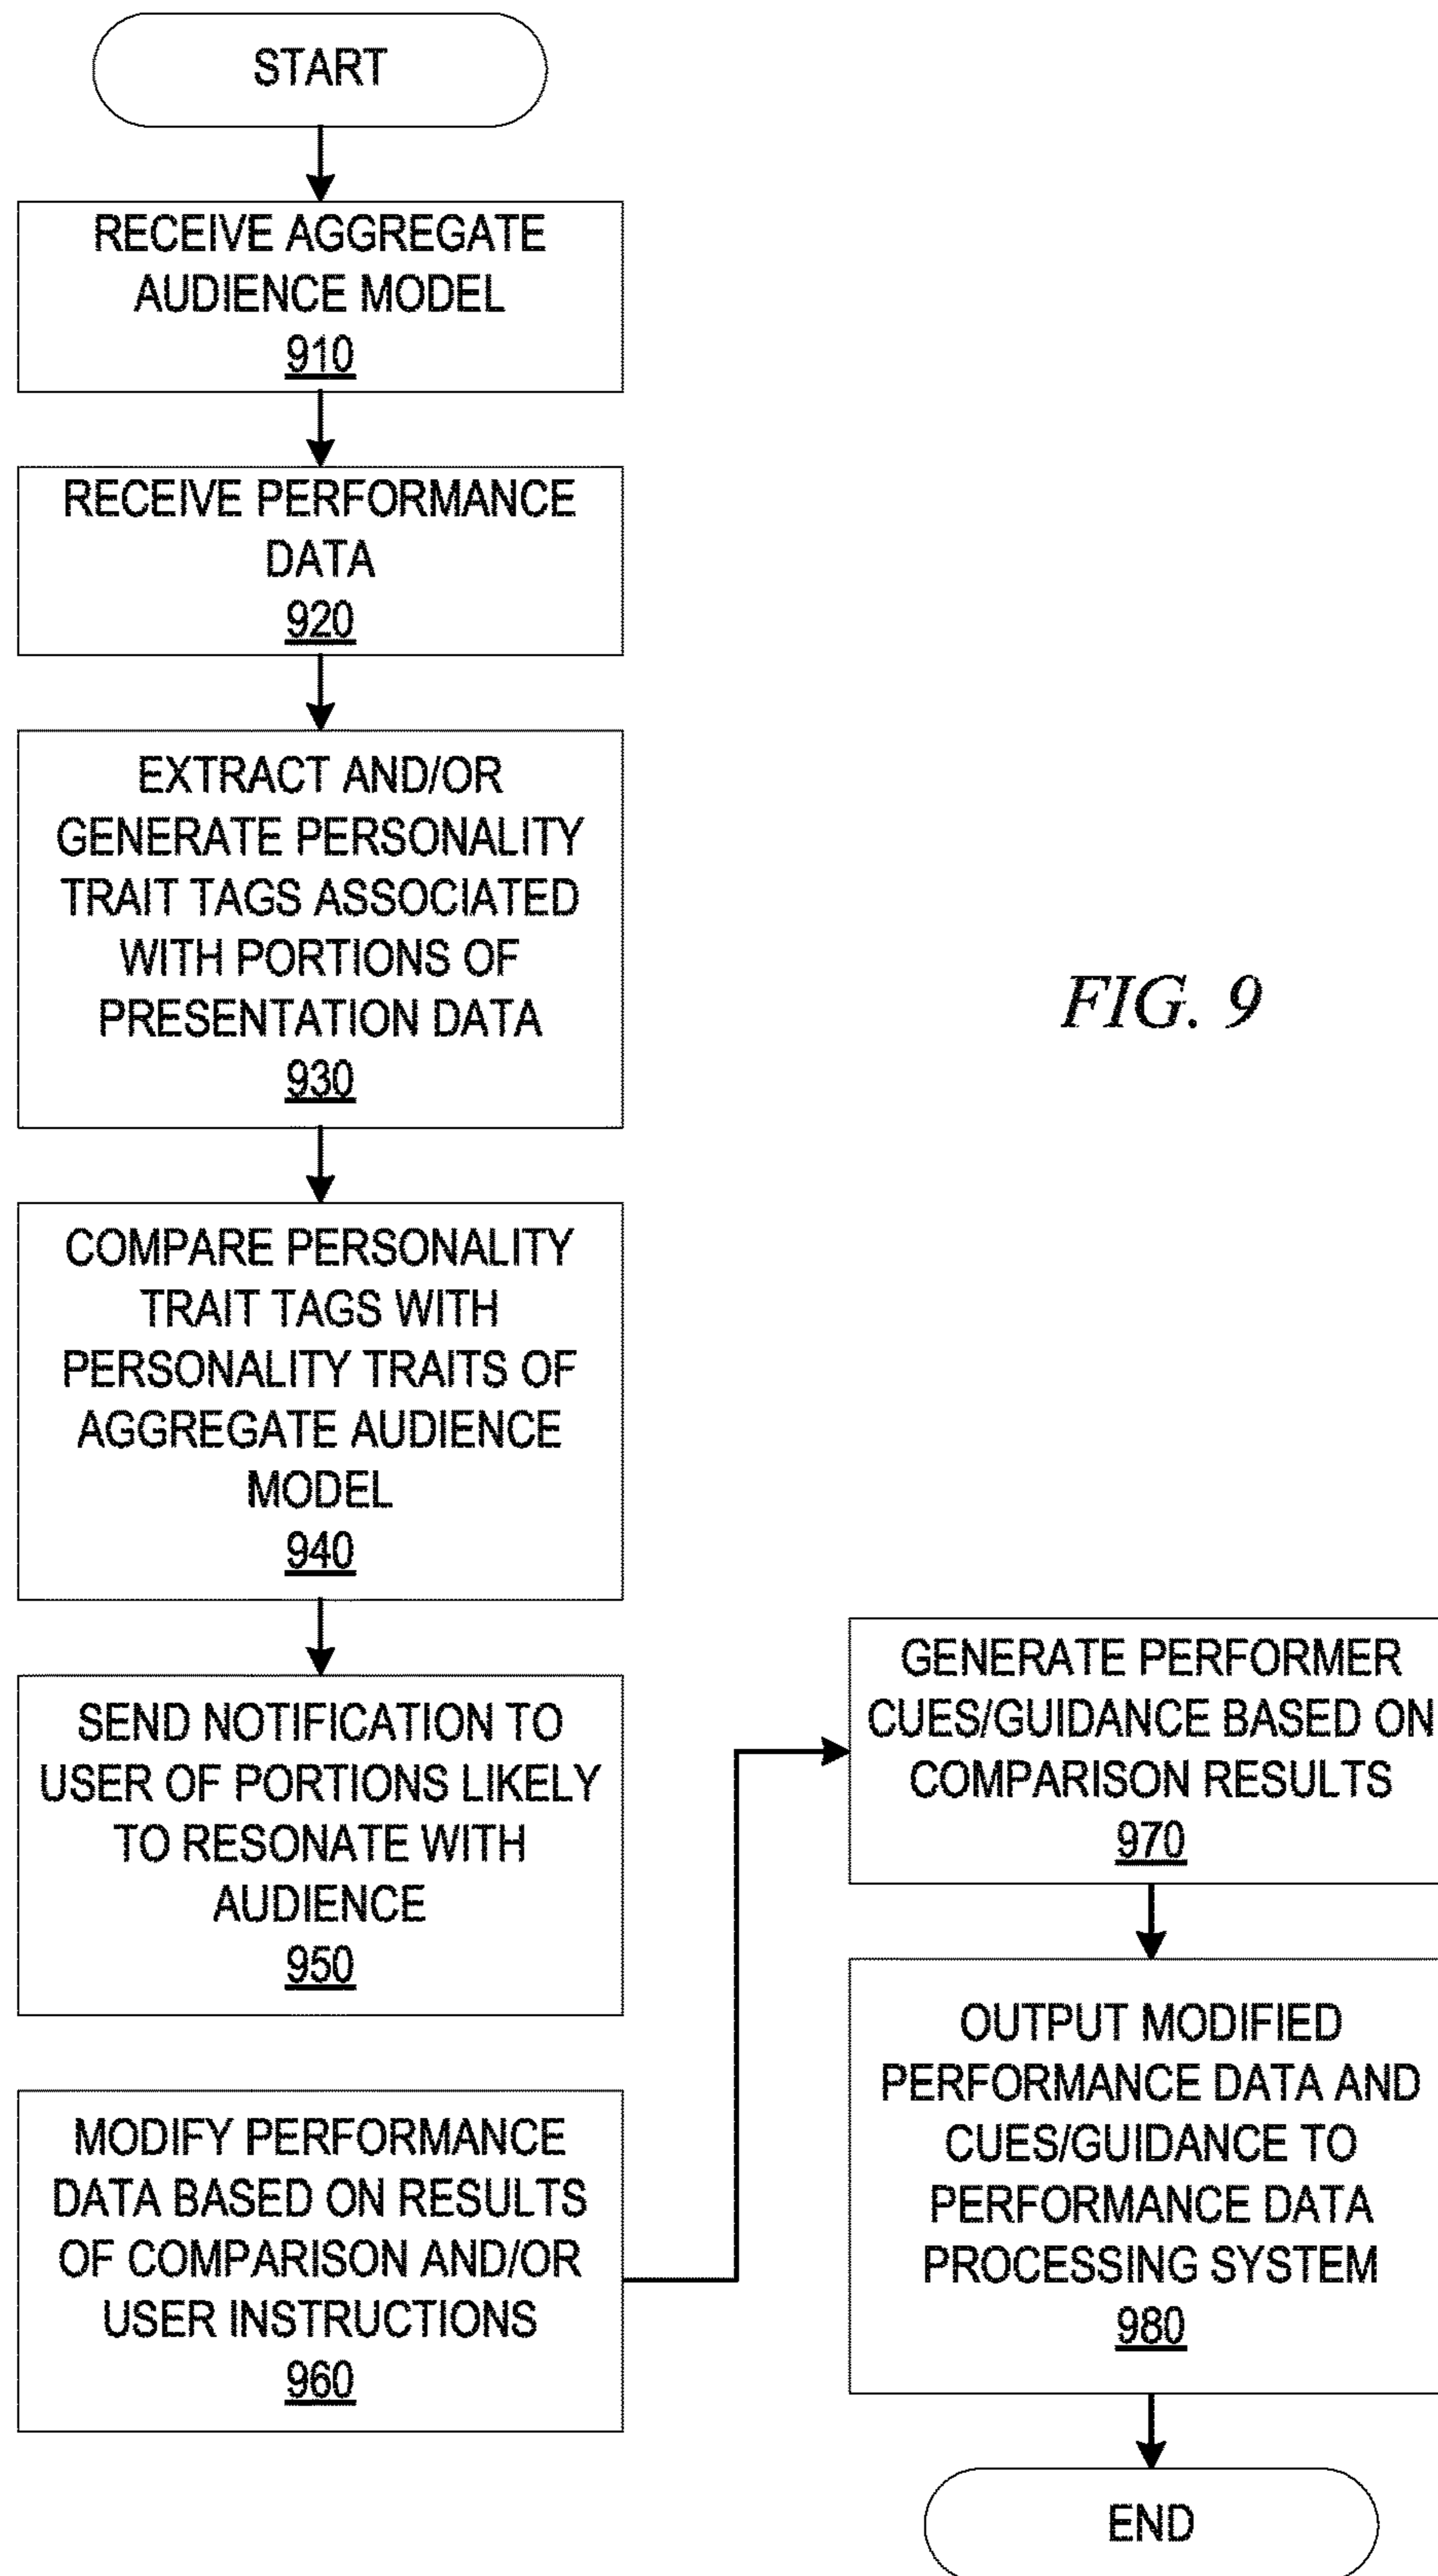 START
RECEIVE AGGREGATE
AUDIENCE MODEL
910
RECEIVE PERFORMANCE
DATA
920
EXTRACT AND/OR
GENERATE PERSONALITY
TRAIT TAGS ASSOCIATED
WITH PORTIONS OF
PRESENTATION DATA
930
COMPARE PERSONALITY
TRAIT TAGS WITH
PERSONALITY TRAITS OF
AGGREGATE AUDIENCE
MODEL
940
SEND NOTIFICATION TO
USER OF PORTIONS LIKELY
TO RESONATE WITH
AUDIENCE
950
MODIFY PERFORMANCE
DATA BASED ON RESULTS
OF COMPARISON AND/OR
USER INSTRUCTIONS
960
GENERATE PERFORMER
CUES/GUIDANCE BASED ON
COMPARISON RESULTS
970
OUTPUT MODIFIED
PERFORMANCE DATA AND
CUES/GUIDANCE TO
PERFORMANCE DATA
PROCESSING SYSTEM
980
END
FIG. 9